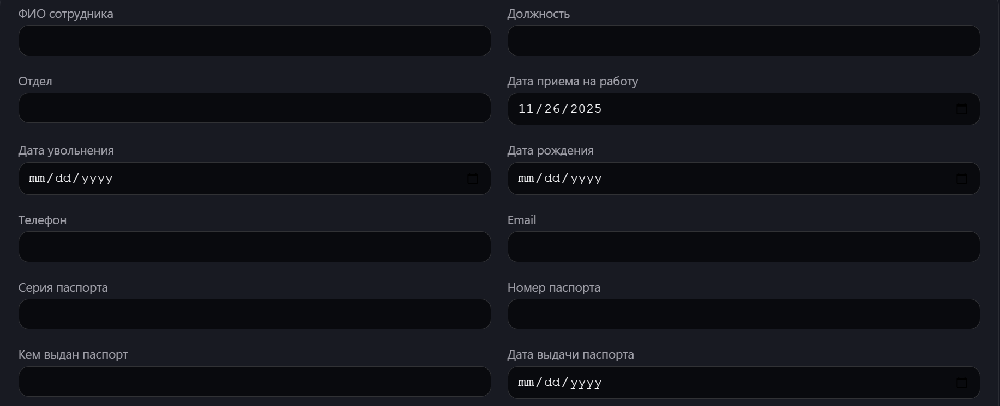 ФИО сотрудника
Должность
Отдел
Дата приема на работу
11/26/2025
Дата увольнения
Дата рождения
mm/dd/yyyy
mm/dd/yyyy
Телефон
Email
Серия паспорта
Номер паспорта
Кем выдан паспорт
Дата выдачи паспорта
mm/dd/yyyy